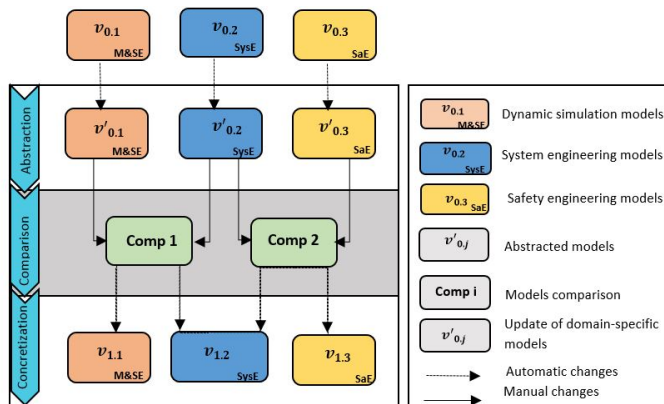 v0.1
M&SE
v0.2
SysE
v0.3
SaE
Abstraction
v'0.1
M&SE
v'0.2
SysE
v'0.3
SaE
Comparison
Comp 1
Comp 2
Concretization
v1.1
M&SE
v1.2
SysE
v1.3
SaE
v0.1
M&SE
Dynamic simulation models
v0.2
SysE
System engineering models
v0.3 SaE
Safety engineering models
v'0.j
Abstracted models
Comp i
Models comparison
v'0.j
Update of domain-specific
models
Automatic changes
Manual changes